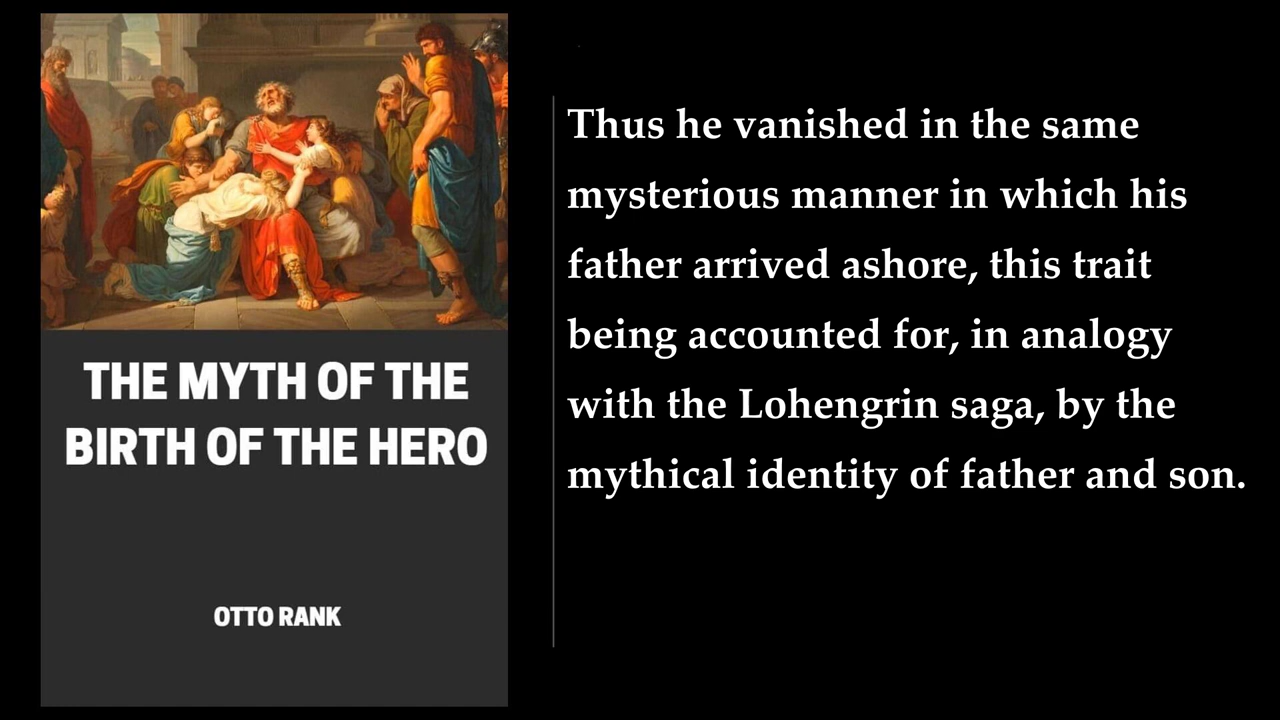 THE MYTH OF THE
BIRTH OF THE HERO
OTTO RANK
Thus he vanished in the same
mysterious manner in which his
father arrived ashore, this trait
being accounted for, in analogy
with the Lohengrin saga, by the
mythical identity of father and son.